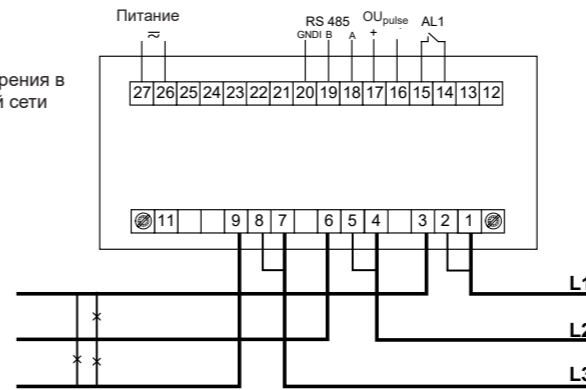 Питание
RS 485
OUpulse
AL1
GNDI B A + -
27 26 25 24 23 22 21 20 19 18 17 16 15 14 13 12
рения в
й сети
11 9 8 7 6 5 4 3 2 1
L1
L2
L3